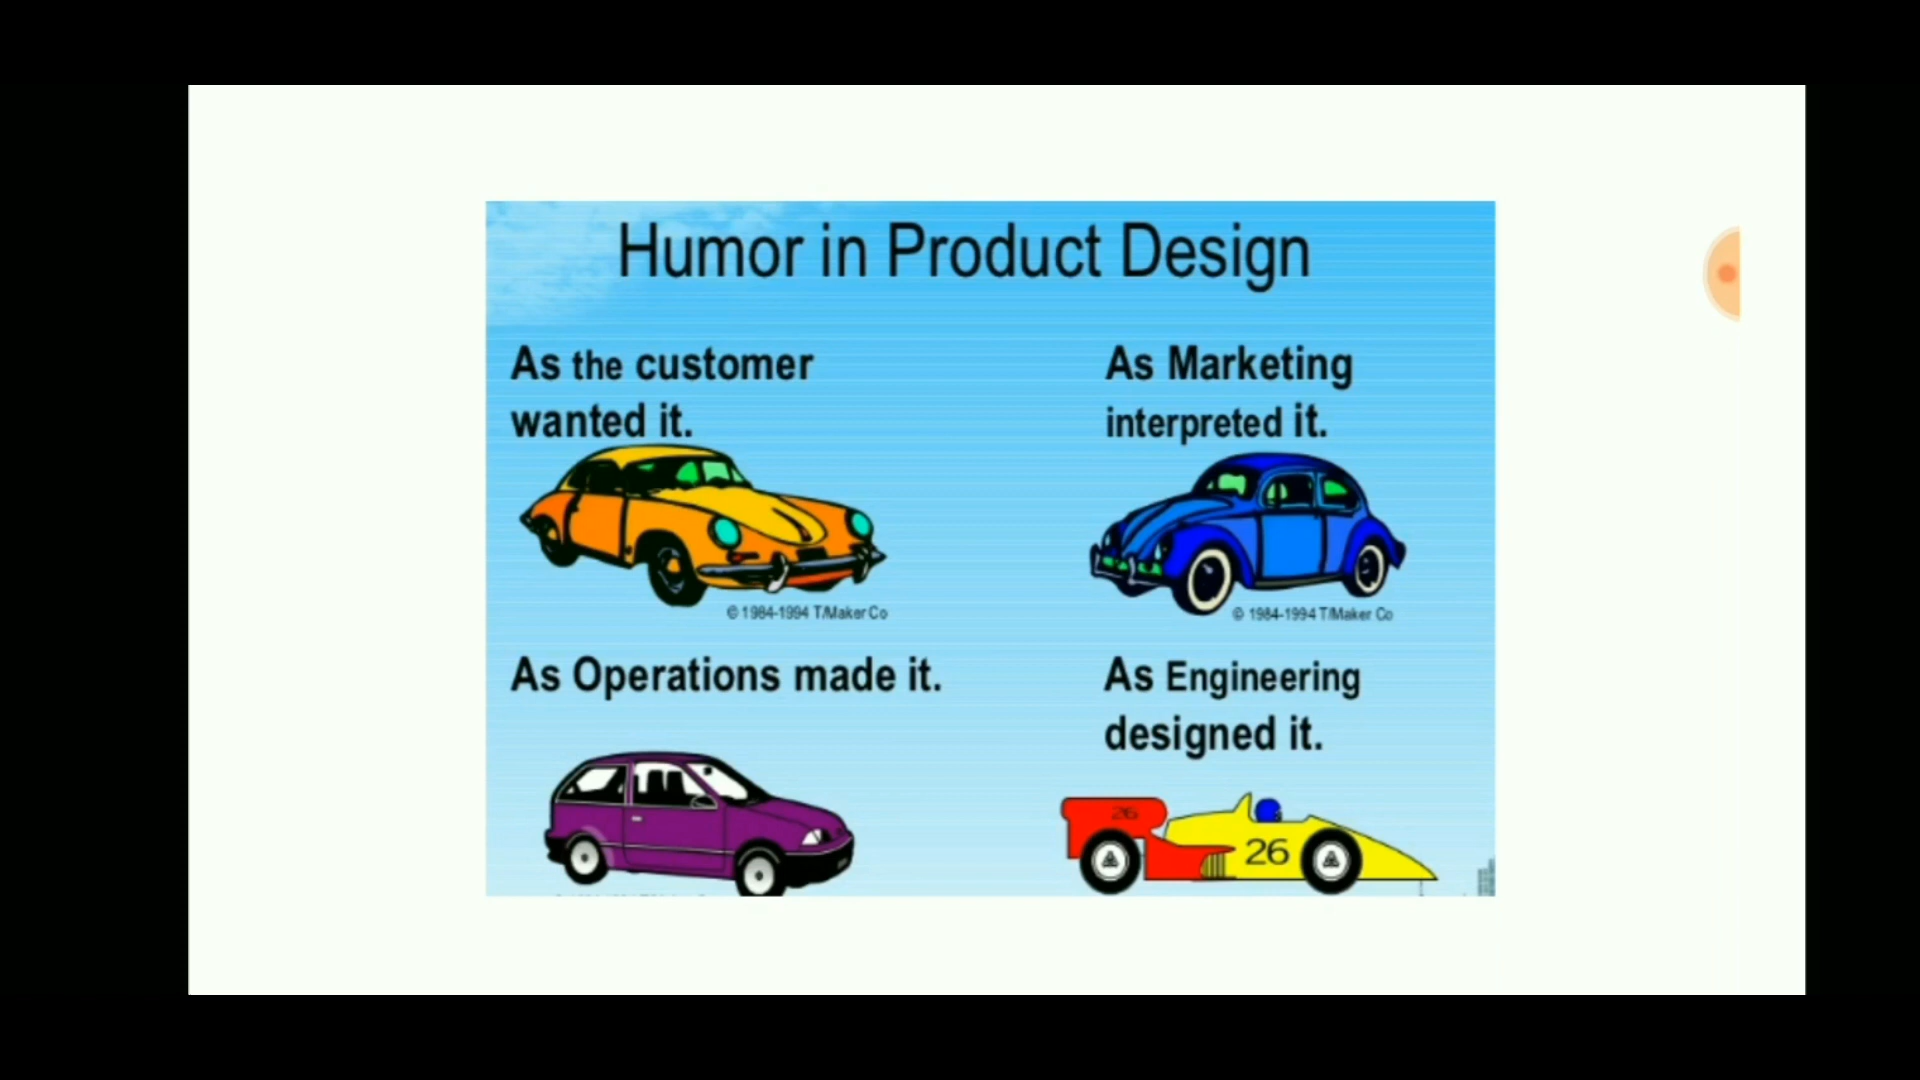 Humor in Product Design
As the customer
wanted it.
As Marketing
interpreted it.
© 1984-1994 T/Maker Co
© 1984-1994 T/Maker Co
As Operations made it.
As Engineering
designed it.
26
26